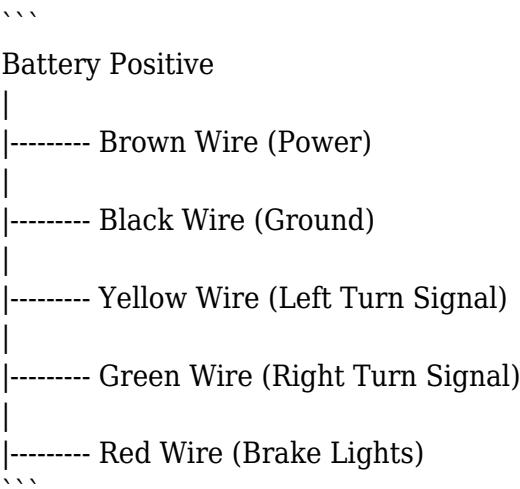 ```
Battery Positive
|
|--------- Brown Wire (Power)
|
|--------- Black Wire (Ground)
|
|--------- Yellow Wire (Left Turn Signal)
|
|--------- Green Wire (Right Turn Signal)
|
|--------- Red Wire (Brake Lights)
```